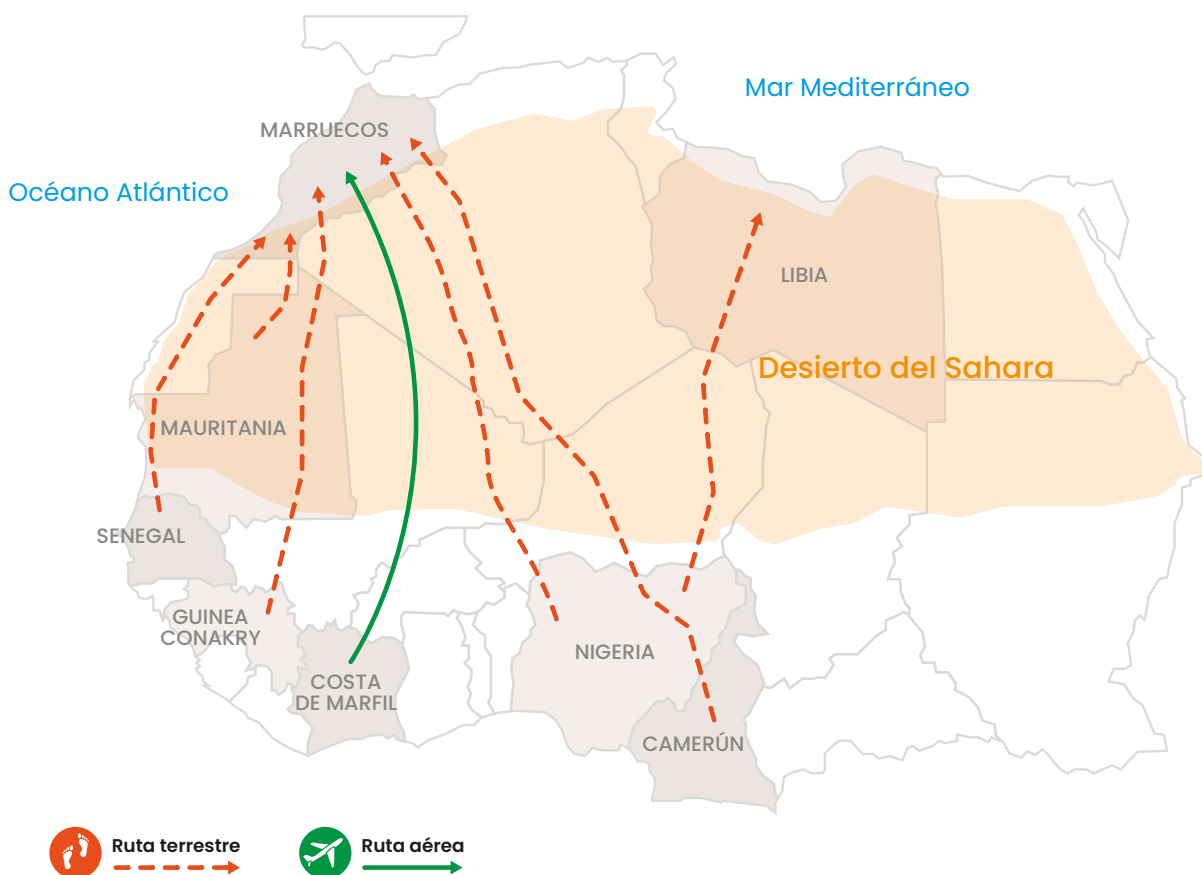 Mar Mediterráneo
MARRUECOS
Océano Atlántico
LIBIA
Desierto del Sahara
MAURITANIA
SENEGAL
GUINEA
CONAKRY
NIGERIA
COSTA
DE MARFIL
CAMERÚN
Ruta terrestre
Ruta aérea